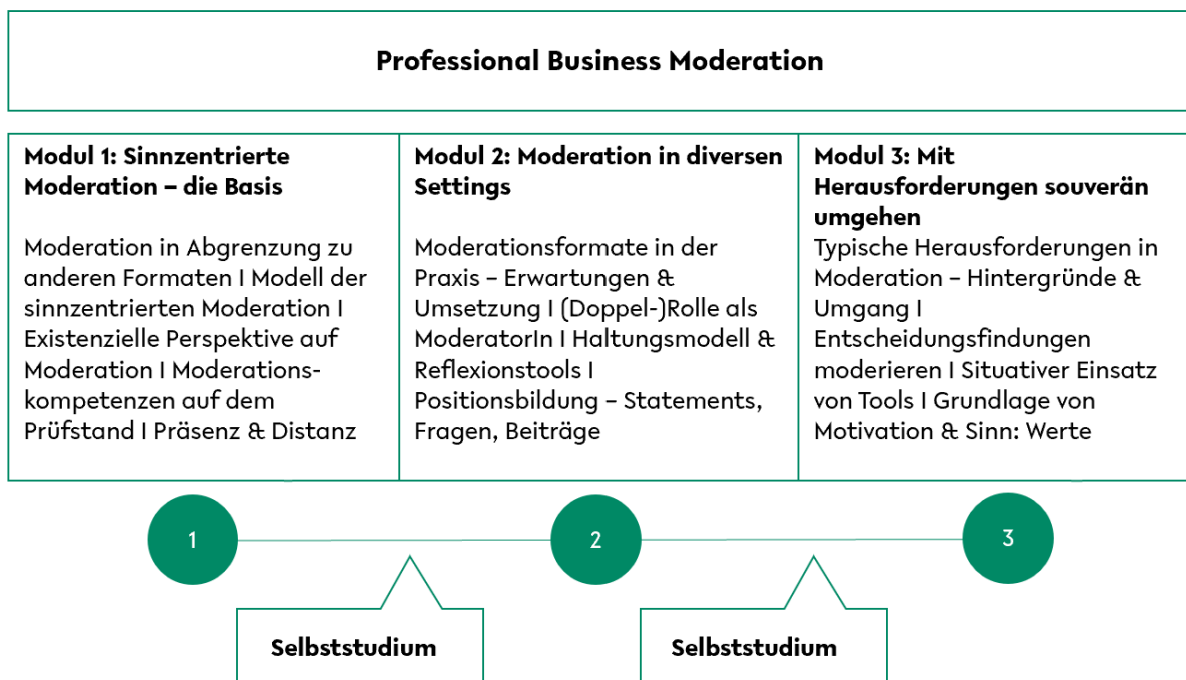 Professional Business Moderation
Modul 1: Sinnzentrierte
Moderation – die Basis
Moderation in Abgrenzung zu
anderen Formaten I Modell der
sinnzentrierten Moderation I
Existenzielle Perspektive auf
Moderation I Moderations-
kompetenzen auf dem
Prüfstand I Präsenz & Distanz
Modul 2: Moderation in diversen
Settings
Moderationsformate in der
Praxis – Erwartungen &
Umsetzung I (Doppel-)Rolle als
ModeratorIn I Haltungsmodell &
Reflexionstools I
Positionsbildung – Statements,
Fragen, Beiträge
Modul 3: Mit
Herausforderungen souverän
umgehen
Typische Herausforderungen in
Moderation – Hintergründe &
Umgang I
Entscheidungsfindungen
moderieren I Situativer Einsatz
von Tools I Grundlage von
Motivation & Sinn: Werte
1
2
3
Selbststudium
Selbststudium